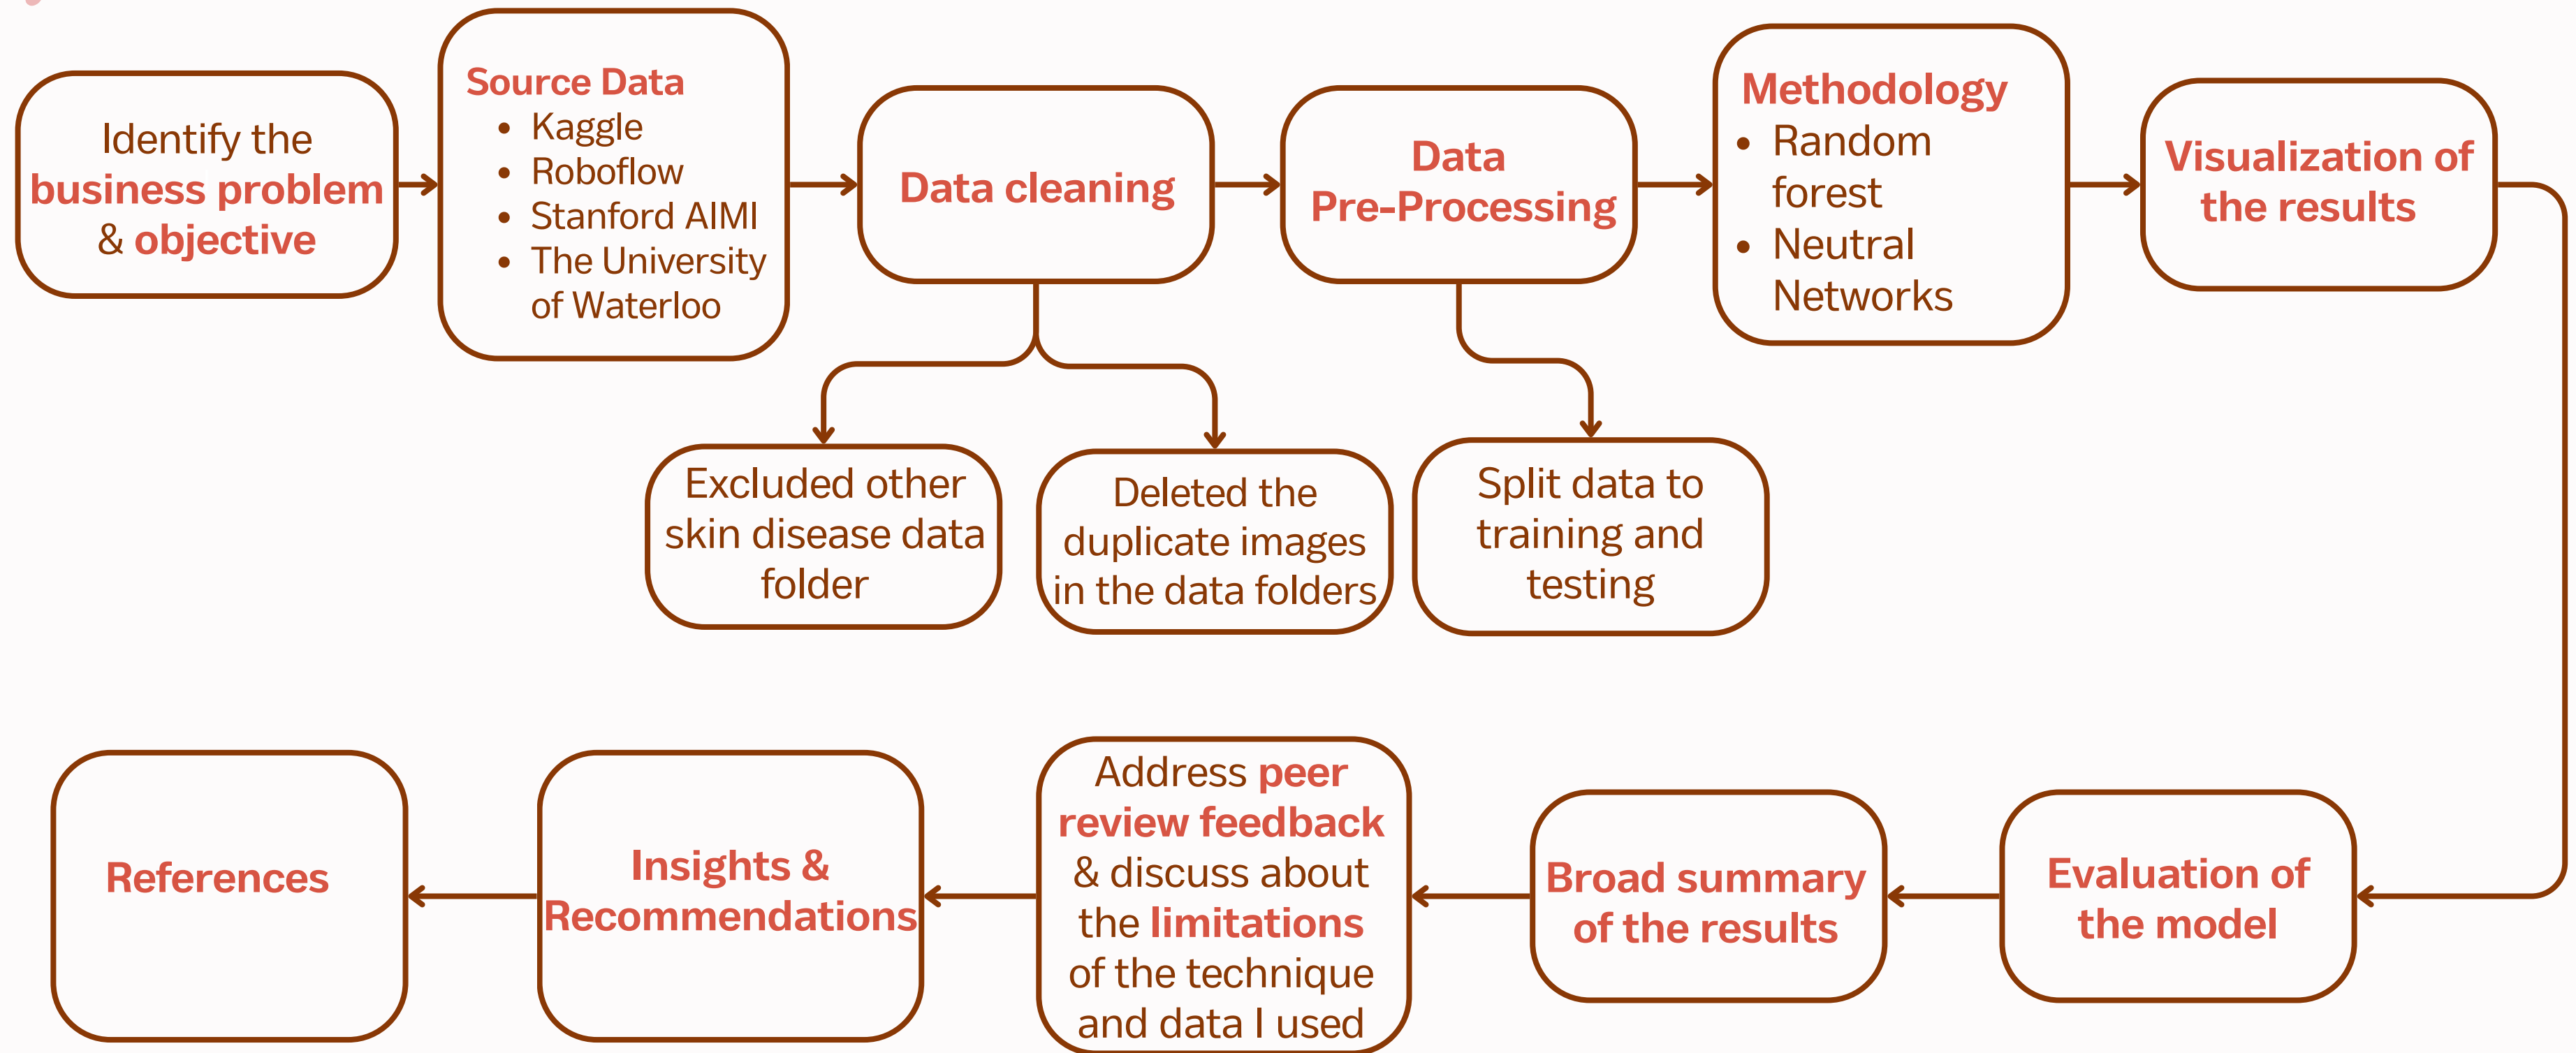 Identify the
business problem
& objective
Source Data
• Kaggle
• Roboflow
• Stanford AIMI
• The University
of Waterloo
Data cleaning
Data
Pre-Processing
Methodology
• Random
forest
• Neutral
Networks
Visualization of
the results
Excluded other
skin disease data
folder
Deleted the
duplicate images
in the data folders
Split data to
training and
testing
References
Insights &
Recommendations
Address peer
review feedback
& discuss about
the limitations
of the technique
and data I used
Broad summary
of the results
Evaluation of
the model